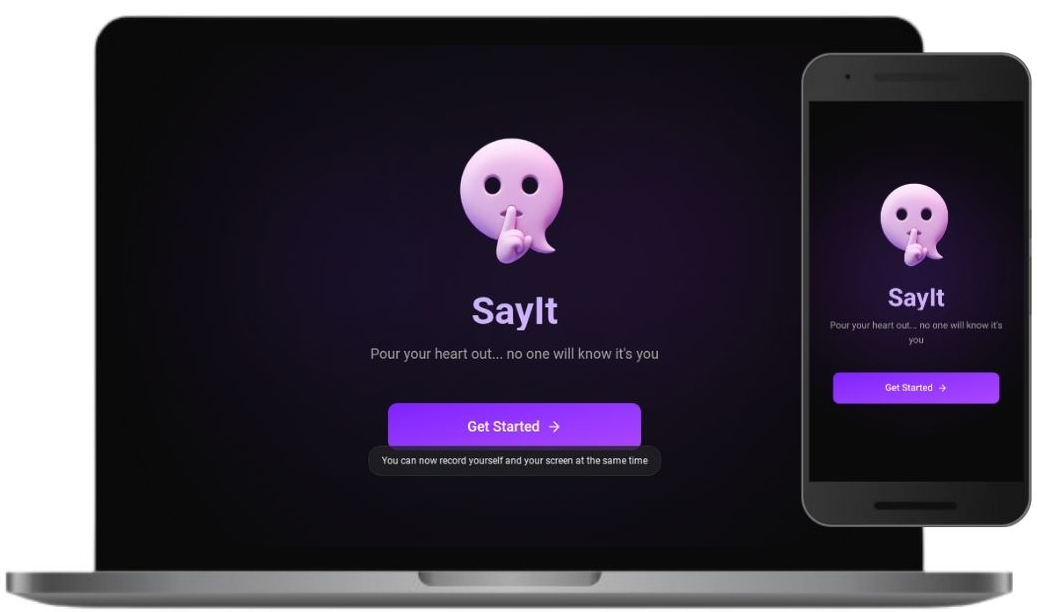 SayIt
Pour your heart out... no one will know it's you
Get Started →
You can now record yourself and your screen at the same time
SayIt
Pour your heart out... no one will know it's
you
Get Started →